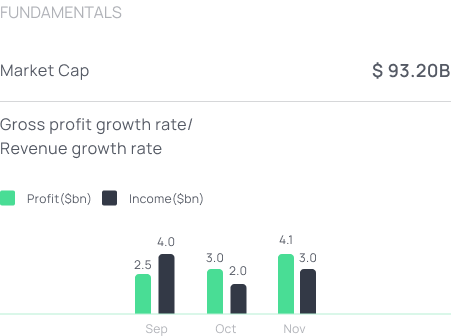 FUNDAMENTALS
Market Cap $ 93.20B
Gross profit growth rate/
Revenue growth rate
Profit($bn) Income($bn)
2.5 4.0 3.0 2.0 4.1 3.0
Sep Oct Nov